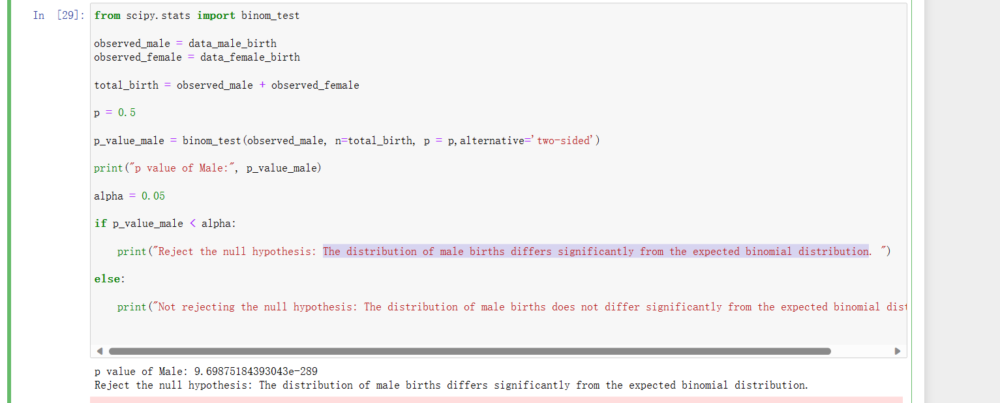 In [29]: from scipy.stats import binom_test
observed_male = data_male_birth
observed_female = data_female_birth
total_birth = observed_male + observed_female
p = 0.5
p_value_male = binom_test(observed_male, n=total_birth, p = p,alternative='two-sided')
print("p value of Male:", p_value_male)
alpha = 0.05
if p_value_male < alpha:
print("Reject the null hypothesis: The distribution of male births differs significantly from the expected binomial distribution. ")
else:
print("Not rejecting the null hypothesis: The distribution of male births does not differ significantly from the expected binomial dist
p value of Male: 9.69875184393043e-289
Reject the null hypothesis: The distribution of male births differs significantly from the expected binomial distribution.